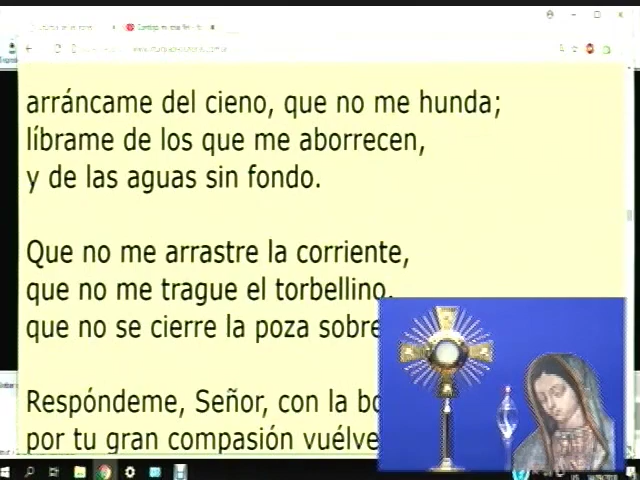 arráncame del cieno, que no me hunda;
líbrame de los que me aborrecen,
y de las aguas sin fondo.
Que no me arrastre la corriente,
que no me trague el torbellino,
que no se cierre la poza sobre
Respóndeme, Señor, con la bo
por tu gran compasión vuélve